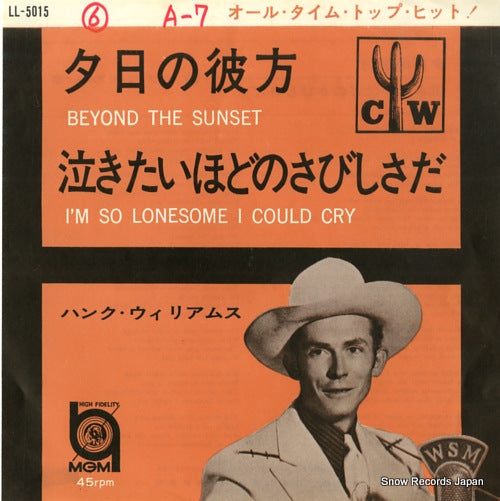 LL-5015
⑥ A-7
オール・タイム・トップ・ヒット!
夕日の彼方
BEYOND THE SUNSET
C W
泣きたいほどのさびしさだ
I'M SO LONESOME I COULD CRY
ハンク・ウィリアムス
HIGH FIDELITY
MGM
45rpm
WSM
Snow Records Japan
www.recordsale.com